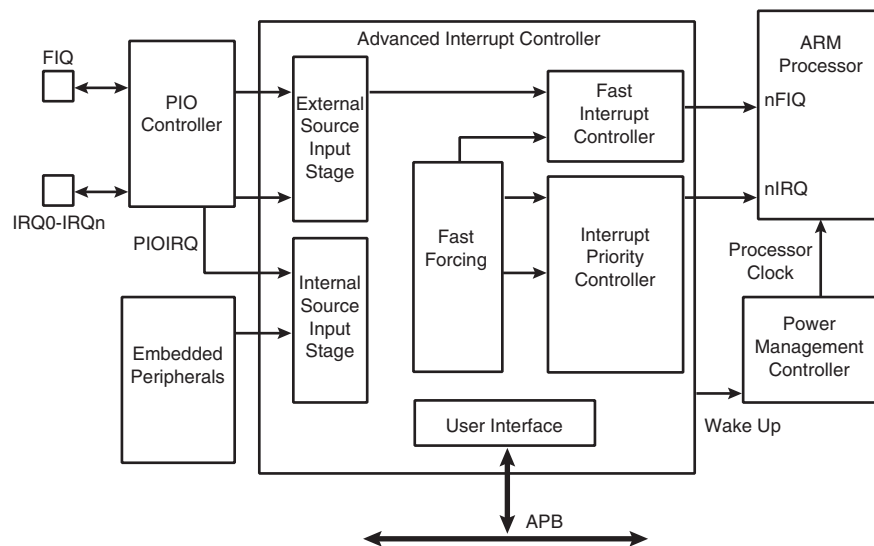 FIQ
IRQ0-IRQn
PIO
Controller
PIOIRQ
Embedded
Peripherals
Advanced Interrupt Controller
External
Source
Input
Stage
Internal
Source
Input
Stage
Fast
Forcing
Fast
Interrupt
Controller
Interrupt
Priority
Controller
User Interface
APB
ARM
Processor
nFIQ
nIRQ
Processor
Clock
Power
Management
Controller
Wake Up